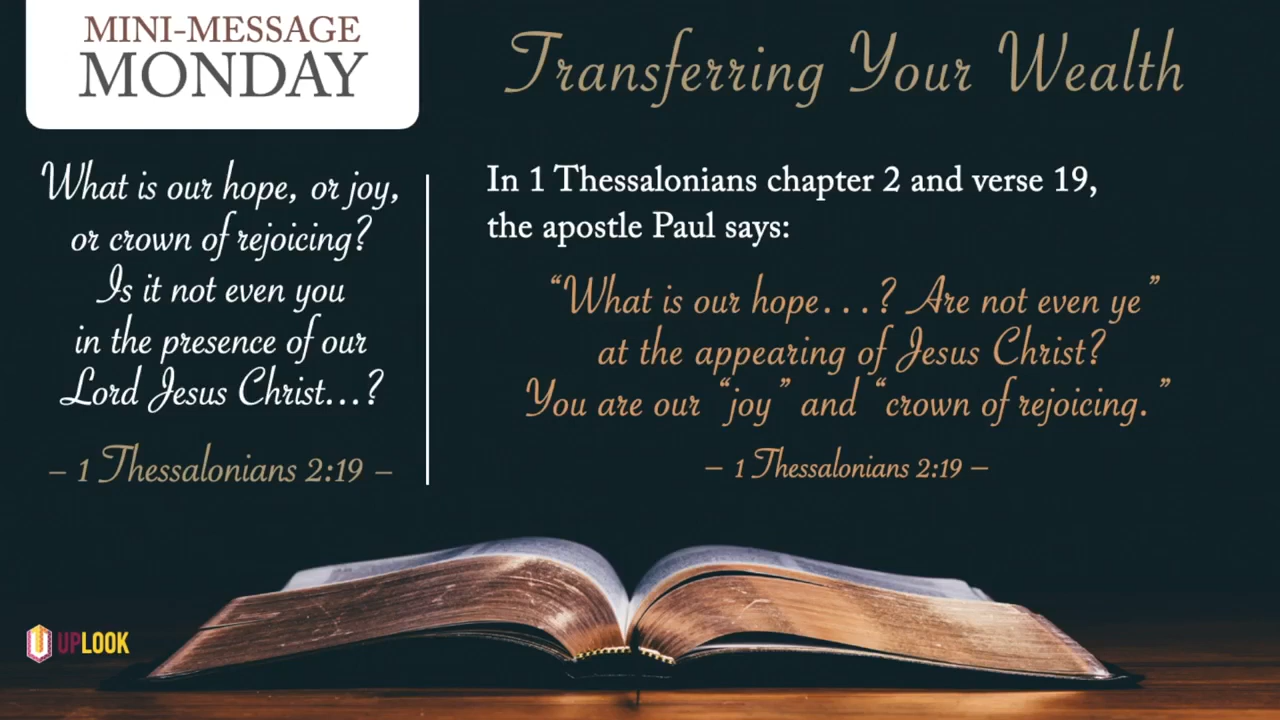 MINI-MESSAGE
MONDAY
Transferring Your Wealth
What is our hope, or joy,
or crown of rejoicing?
Is it not even you
in the presence of our
Lord Jesus Christ...?
– 1 Thessalonians 2:19 –
In 1 Thessalonians chapter 2 and verse 19,
the apostle Paul says:
“What is our hope...? Are not even ye”
at the appearing of Jesus Christ?
You are our “joy” and “crown of rejoicing.”
– 1 Thessalonians 2:19 –
UPLOOK